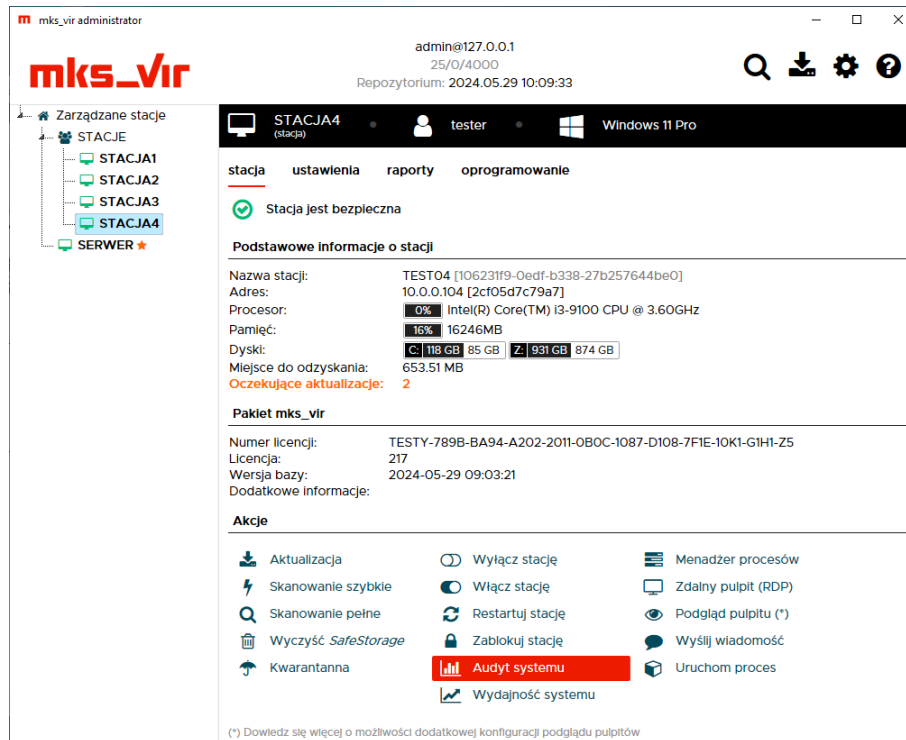 mks_vir administrator
mks_vir
admin@127.0.0.1
25/0/4000
Repozytorium: 2024.05.29 10:09:33
Zarządzane stacje
STACJE
STACJA1
STACJA2
STACJA3
STACJA4
SERWER
STACJA4
(stacja)
tester
Windows 11 Pro
stacja ustawienia raporty oprogramowanie
Stacja jest bezpieczna
Podstawowe informacje o stacji
Nazwa stacji: TEST04 [106231f9-0edf-b338-27b257644be0]
Adres: 10.0.0.104 [2cf05d7c79a7]
Procesor: 0% Intel(R) Core(TM) i3-9100 CPU @ 3.60GHz
Pamięć: 16% 16246MB
Dyski: C: 118 GB 85 GB Z: 931 GB 874 GB
Miejsce do odzyskania: 653.51 MB
Oczekujące aktualizacje: 2
Pakiet mks_vir
Numer licencji: TESTY-789B-BA94-A202-2011-0B0C-1087-D108-7F1E-10K1-G1H1-Z5
Licencja: 217
Wersja bazy: 2024-05-29 09:03:21
Dodatkowe informacje:
Akcje
Aktualizacja Wyłącz stację Menadżer procesów
Skanowanie szybkie Włącz stację Zdalny pulpit (RDP)
Skanowanie pełne Restartuj stację Podgląd pulpitu (*)
Wyczyść SafeStorage Zablokuj stację Wyślij wiadomość
Kwarantanna Audyt systemu Uruchom proces
Wydajność systemu
(*) Dowiedz się więcej o możliwości dodatkowej konfiguracji podglądu pulpitów